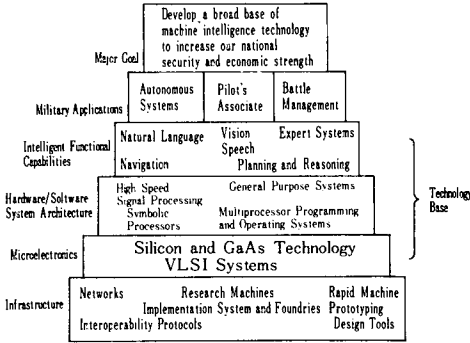 Develop a broad base of
machine intelligence technology
to increase our national
security and economic strength
Major Goal
Military Applications
Autonomous
Systems
Pilot's
Associate
Battle
Management
Intelligent Functional
Capabilities
Natural Language
Vision
Expert Systems
Speech
Navigation
Planning and Reasoning
Hardware/Software
System Architecture
High Speed
Signal Processing
General Purpose Systems
Symbolic
Processors
Multiprocessor Programming
and Operating Systems
Technology
Base
Microelectronics
Silicon and GaAs Technology
VLSI Systems
Infrastructure
Networks
Research Machines
Rapid Machine
Prototyping
Implementation System and Foundries
Interoperability Protocols
Design Tools